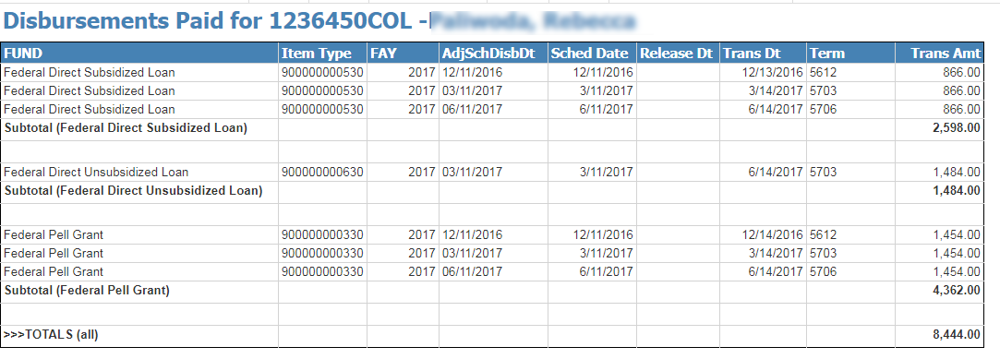 Disbursements Paid for 1236450COL -
FUND Item Type FAY AdjSchDisbDt Sched Date Release Dt Trans Dt Term Trans Amt
Federal Direct Subsidized Loan 900000000530 2017 12/11/2016 12/11/2016 12/13/2016 5612 866.00
Federal Direct Subsidized Loan 900000000530 2017 03/11/2017 3/11/2017 3/14/2017 5703 866.00
Federal Direct Subsidized Loan 900000000530 2017 06/11/2017 6/11/2017 6/14/2017 5706 866.00
Subtotal (Federal Direct Subsidized Loan) 2,598.00
Federal Direct Unsubsidized Loan 900000000630 2017 03/11/2017 3/11/2017 6/14/2017 5703 1,484.00
Subtotal (Federal Direct Unsubsidized Loan) 1,484.00
Federal Pell Grant 900000000330 2017 12/11/2016 12/11/2016 12/14/2016 5612 1,454.00
Federal Pell Grant 900000000330 2017 03/11/2017 3/11/2017 3/14/2017 5703 1,454.00
Federal Pell Grant 900000000330 2017 06/11/2017 6/11/2017 6/14/2017 5706 1,454.00
Subtotal (Federal Pell Grant) 4,362.00
>>>TOTALS (all) 8,444.00